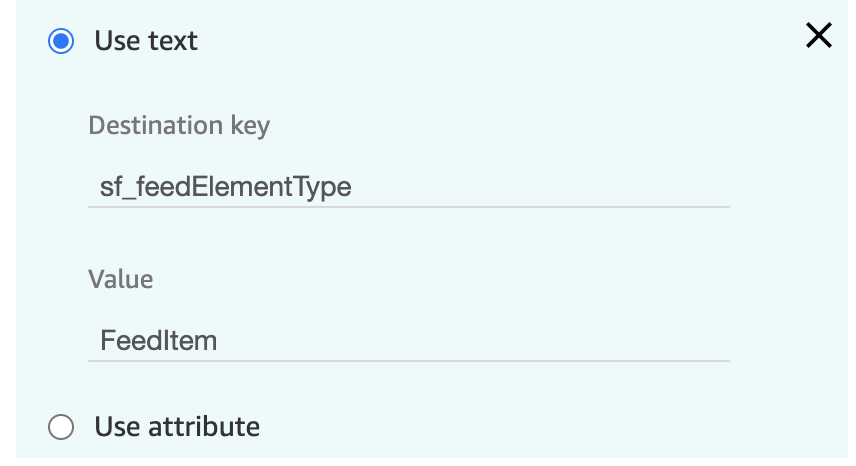 Use text
Destination key
sf_feedElementType
Value
FeedItem
Use attribute